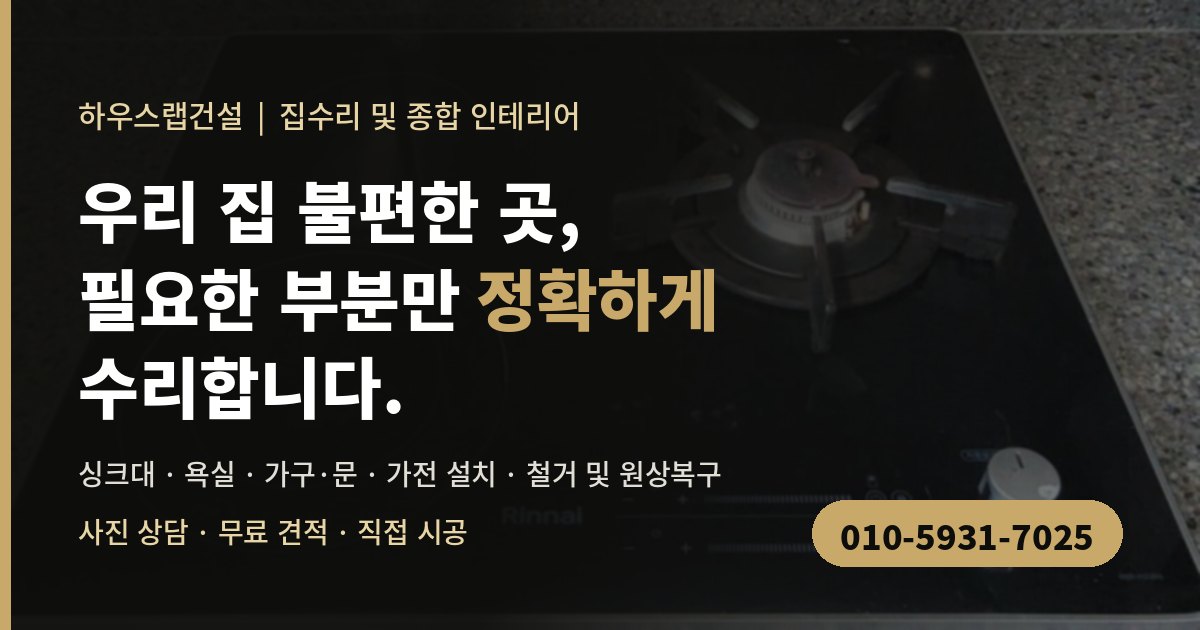 하우스랩건설 | 집수리 및 종합 인테리어
우리 집 불편한 곳,
필요한 부분만 정확하게
수리합니다.
싱크대 · 욕실 · 가구·문 · 가전 설치 · 철거 및 원상복구
사진 상담 · 무료 견적 · 직접 시공
Rinnai
010-5931-7025